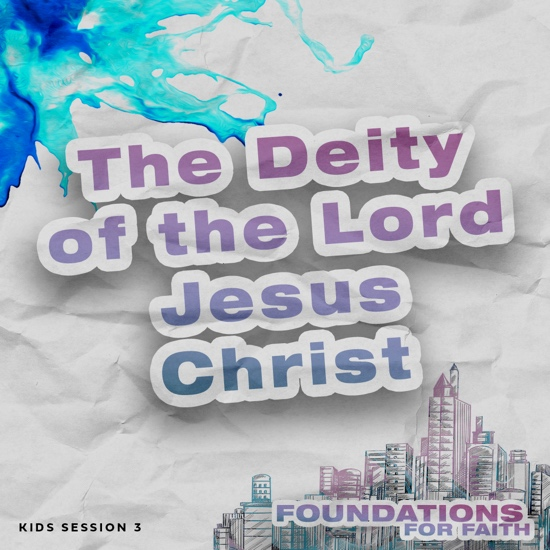 The Deity
of the Lord
Jesus
Christ
KIDS SESSION 3
FOUNDATIONS
FOR FAITH